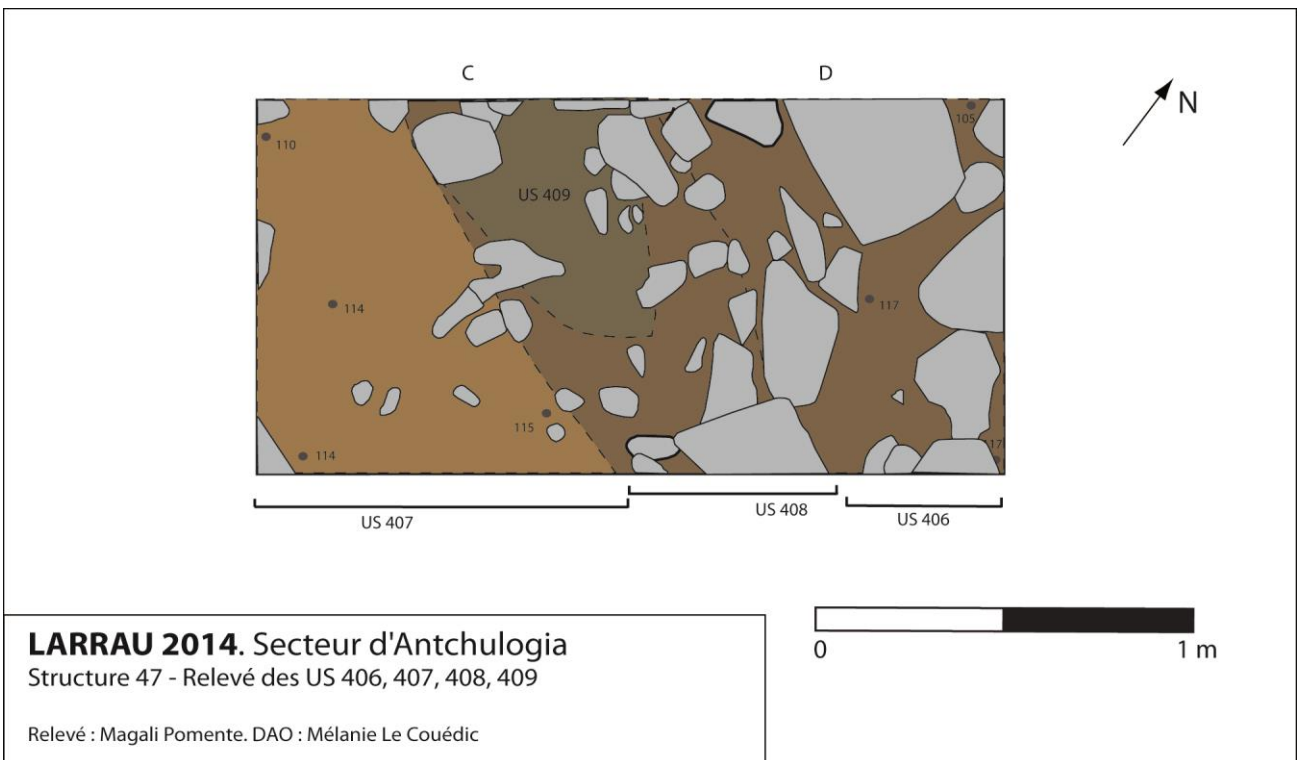 C
D
N
110
105
US 409
114
117
115
114
117
US 407
US 408
US 406
LARRAU 2014. Secteur d'Antchulogia
Structure 47 - Relevé des US 406, 407, 408, 409
Relevé : Magali Pomente. DAO : Mélanie Le Couédic
0
1 m